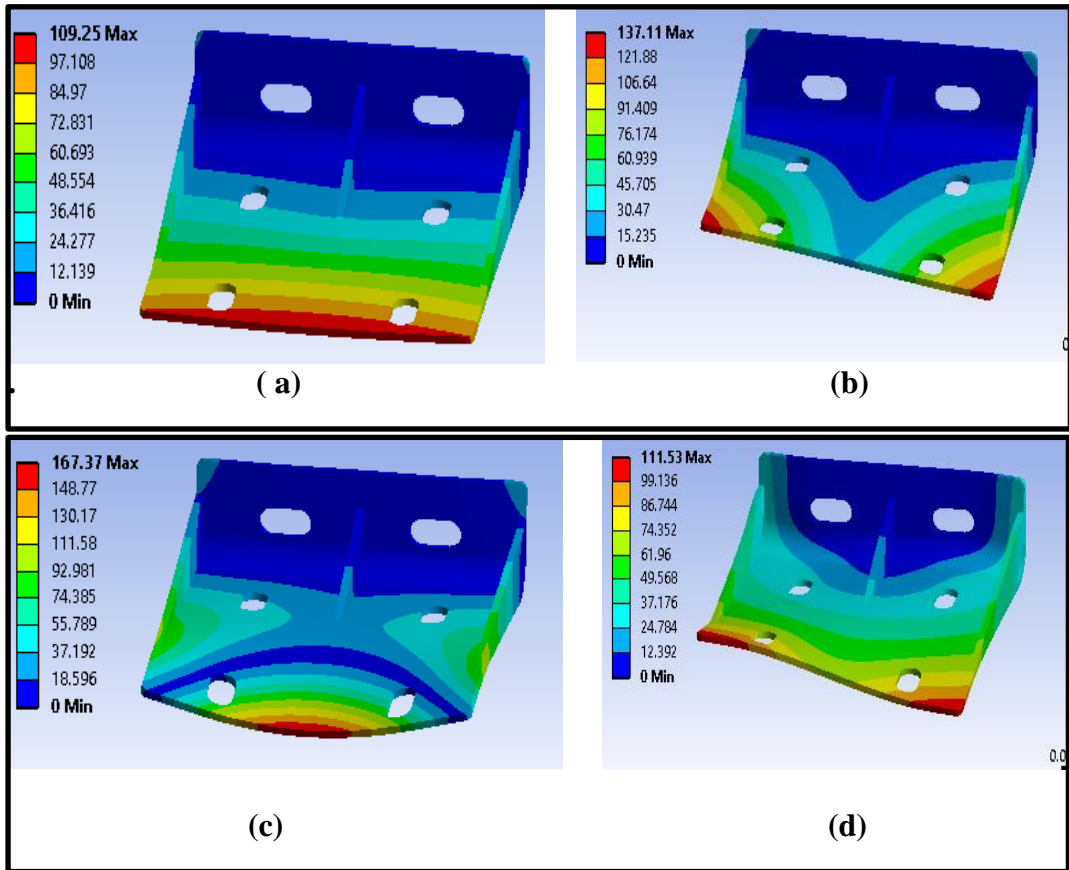 109.25 Max
97.108
84.97
72.831
60.693
48.554
36.416
24.277
12.139
0 Min
( a)
137.11 Max
121.88
106.64
91.409
76.174
60.939
45.705
30.47
15.235
0 Min
0
(b)
167.37 Max
148.77
130.17
111.58
92.981
74.385
55.789
37.192
18.596
0 Min
(c)
111.53 Max
99.136
86.744
74.352
61.96
49.568
37.176
24.784
12.392
0 Min
0.0
(d)